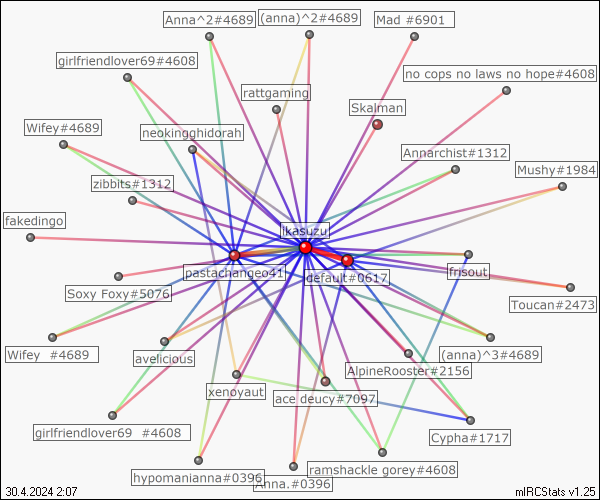 Anna^2#4689
(anna)^2#4689
Mad #6901
girlfriendlover69#4608
no cops no laws no hope#4608
rattgaming
Skalman
Wifey#4689
neokingghidorah
Annarchist#1312
Mushy#1984
zibbits#1312
fakedingo
jkasuzu
pastachangeo41
default#0617
frisout
Soxy Foxy#5076
Toucan#2473
Wifey #4689
avelicious
(anna)^3#4689
AlpineRooster#2156
xenoyaut
ace deucy#7097
girlfriendlover69 #4608
Cypha#1717
hypomanianna#0396
Anna.#0396
ramshackle gorey#4608
30.4.2024 2:07
mIRCStats v1.25